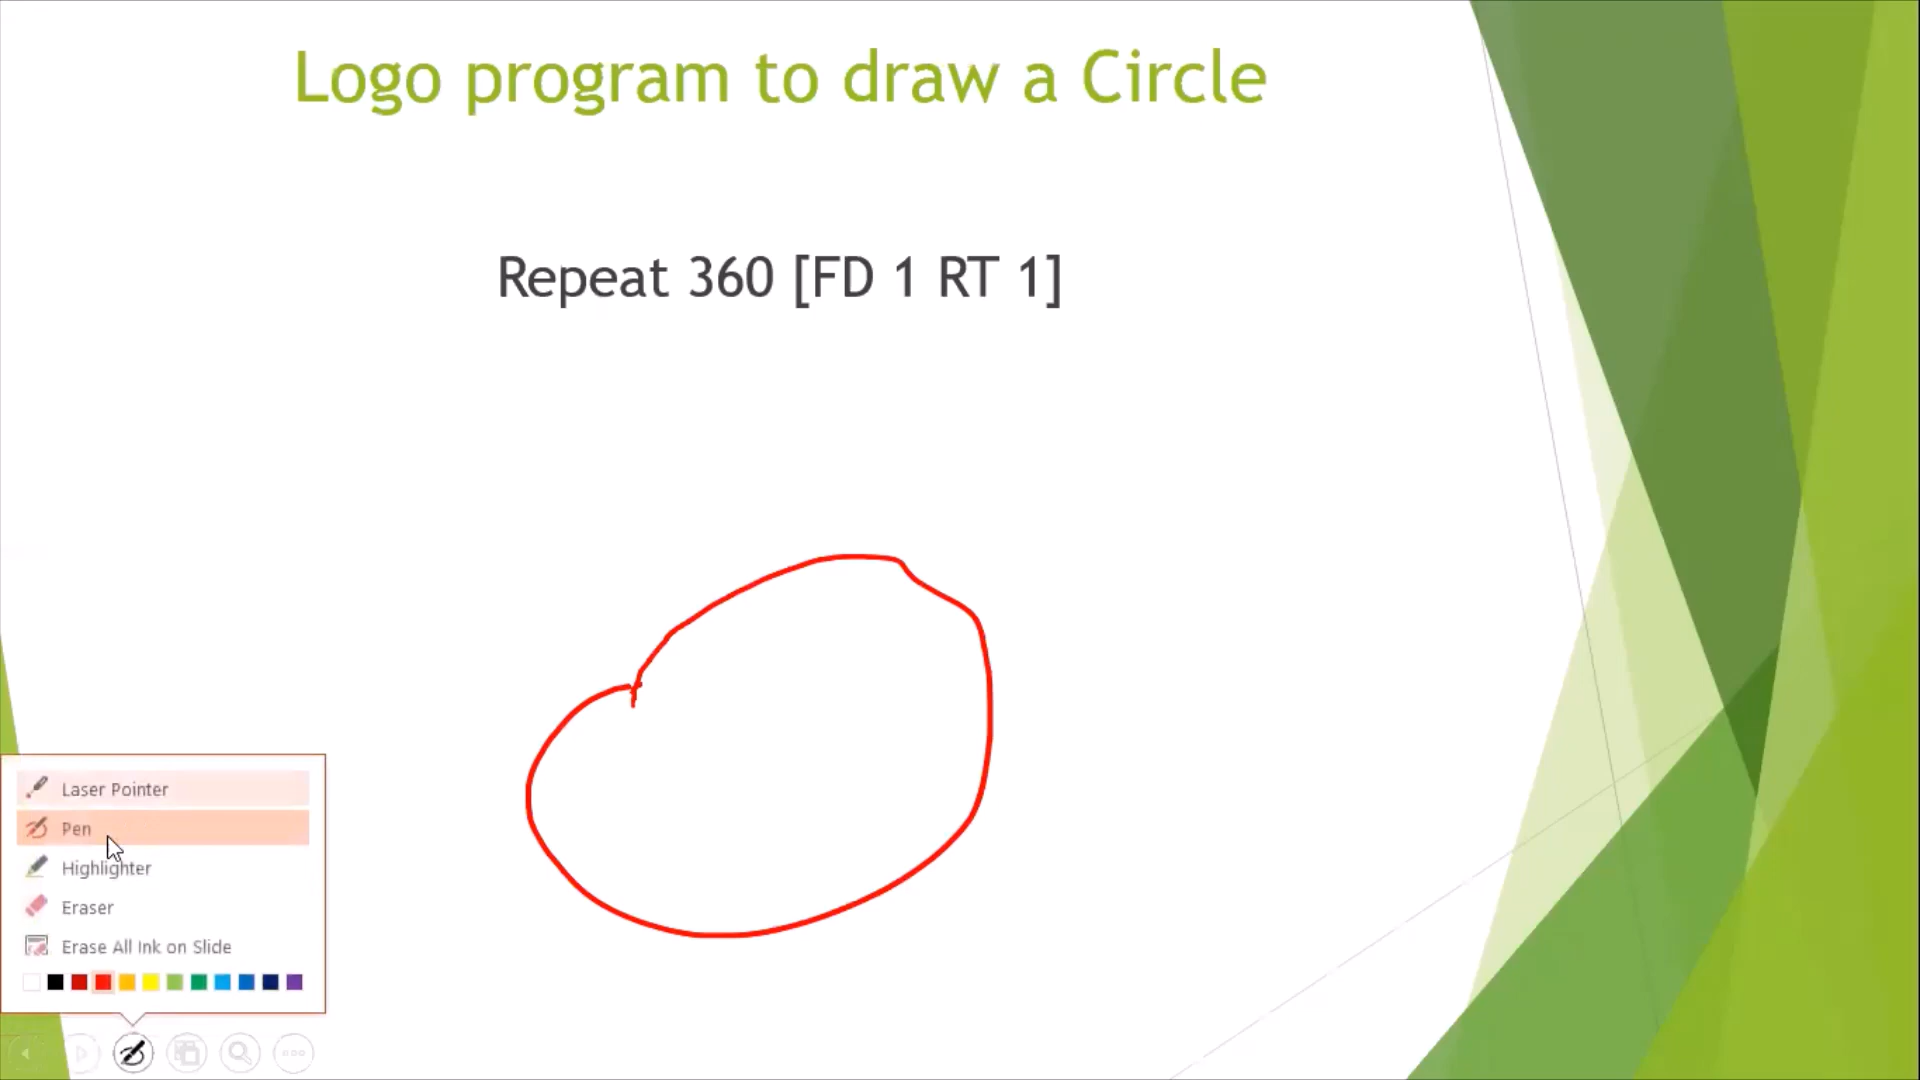 Logo program to draw a Circle
Repeat 360 [FD 1 RT 1]
Laser Pointer
Pen
Highlighter
Eraser
Erase All Ink on Slide